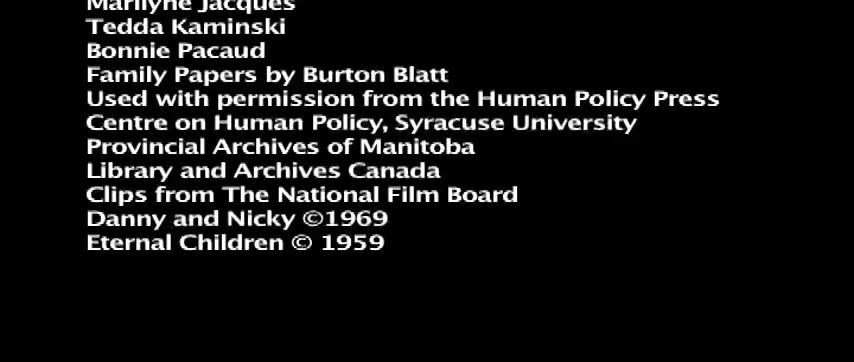 Marilyne Jacques
Tedda Kaminski
Bonnie Pacaud
Family Papers by Burton Blatt
Used with permission from the Human Policy Press
Centre on Human Policy, Syracuse University
Provincial Archives of Manitoba
Library and Archives Canada
Clips from The National Film Board
Danny and Nicky ©1969
Eternal Children © 1959